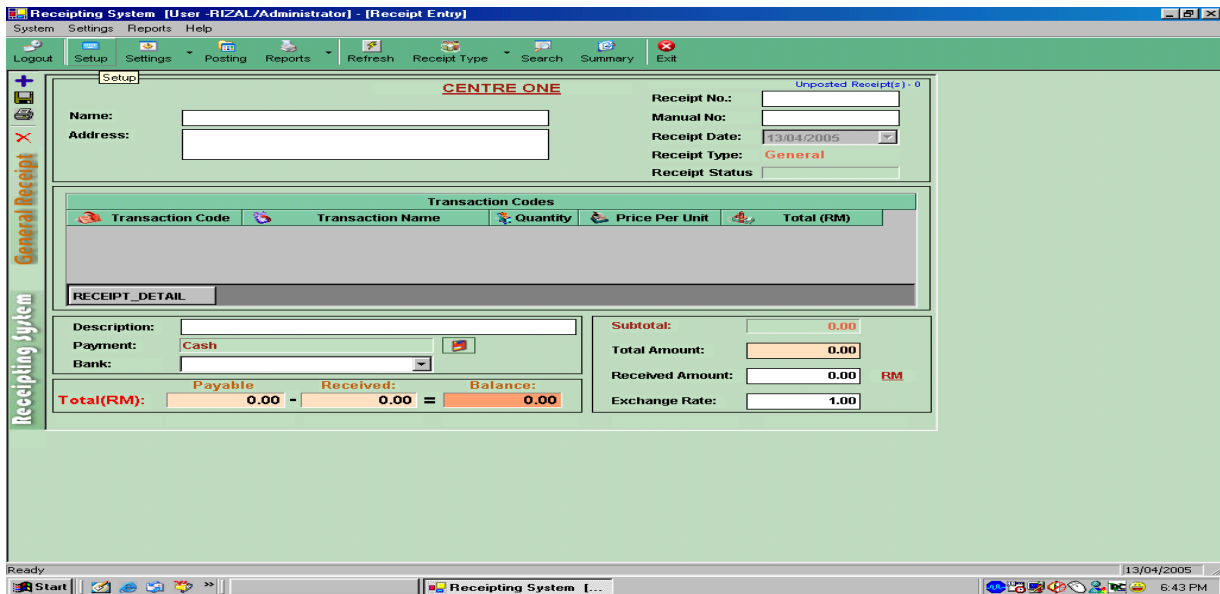 Receipting System [User -RIZAL/Administrator] - [Receipt Entry]
System Settings Reports Help
Logout Setup Settings Posting Reports Refresh Receipt Type Search Summary Exit
Setup
CENTRE ONE
Unposted Receipt(s) - 0
Receipt No.:
Name:
Manual No:
Address:
Receipt Date: 13/04/2005
Receipt Type: General
Receipt Status
General Receipt
Transaction Codes
Transaction Code Transaction Name Quantity Price Per Unit Total (RM)
RECEIPT_DETAIL
Receipting System
Description:
Payment: Cash
Bank:
Subtotal: 0.00
Total Amount: 0.00
Received Amount: 0.00 RM
Exchange Rate: 1.00
Payable Received: Balance:
Total(RM): 0.00 - 0.00 = 0.00
Ready 13/04/2005
Start » Receipting System [... 6:43 PM